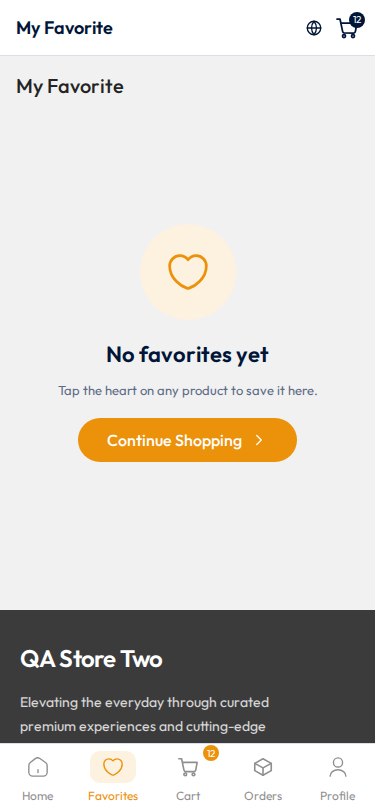 My Favorite
12
My Favorite
No favorites yet
Tap the heart on any product to save it here.
Continue Shopping
QA Store Two
Elevating the everyday through curated
premium experiences and cutting-edge
12
Home
Favorites
Cart
Orders
Profile